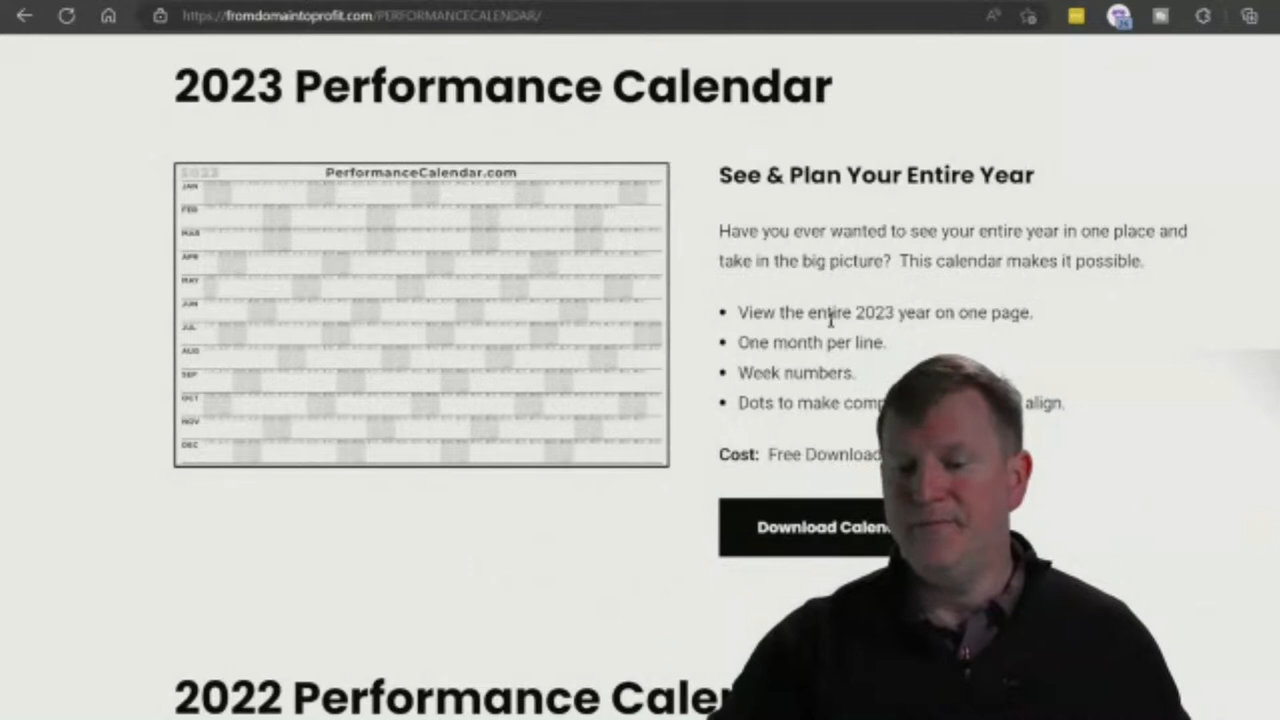 https://fromdomaintoprofit.com/PERFORMANCECALENDAR/
2023 Performance Calendar
2023 PerformanceCalendar.com
JAN
FEB
MAR
APR
MAY
JUN
JUL
AUG
SEP
OCT
NOV
DEC
See & Plan Your Entire Year
Have you ever wanted to see your entire year in one place and
take in the big picture? This calendar makes it possible.
• View the entire 2023 year on one page.
• One month per line.
• Week numbers.
• Dots to make align.
Cost: Free Download
Download
2022 Performance